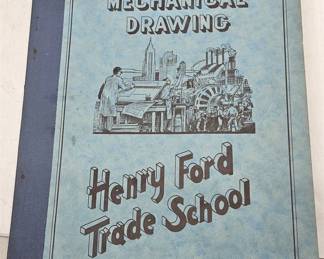 MECHANICAL
DRAWING
Henry Ford
Trade School